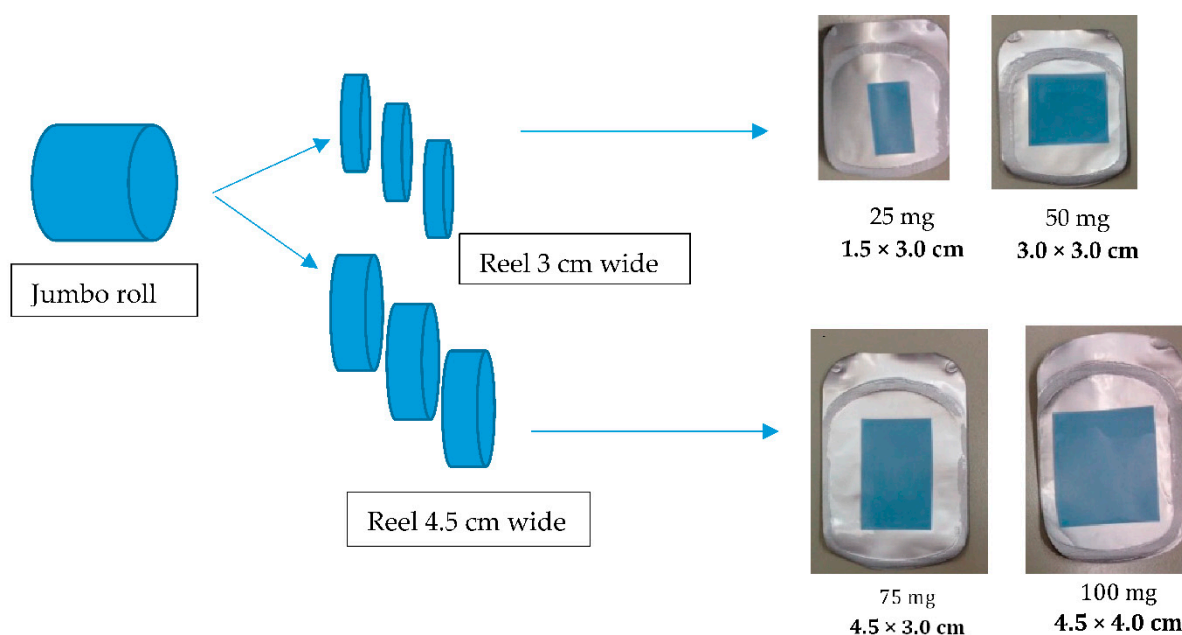 Jumbo roll
Reel 3 cm wide
Reel 4.5 cm wide
25 mg
1.5 × 3.0 cm
50 mg
3.0 × 3.0 cm
75 mg
4.5 × 3.0 cm
100 mg
4.5 × 4.0 cm